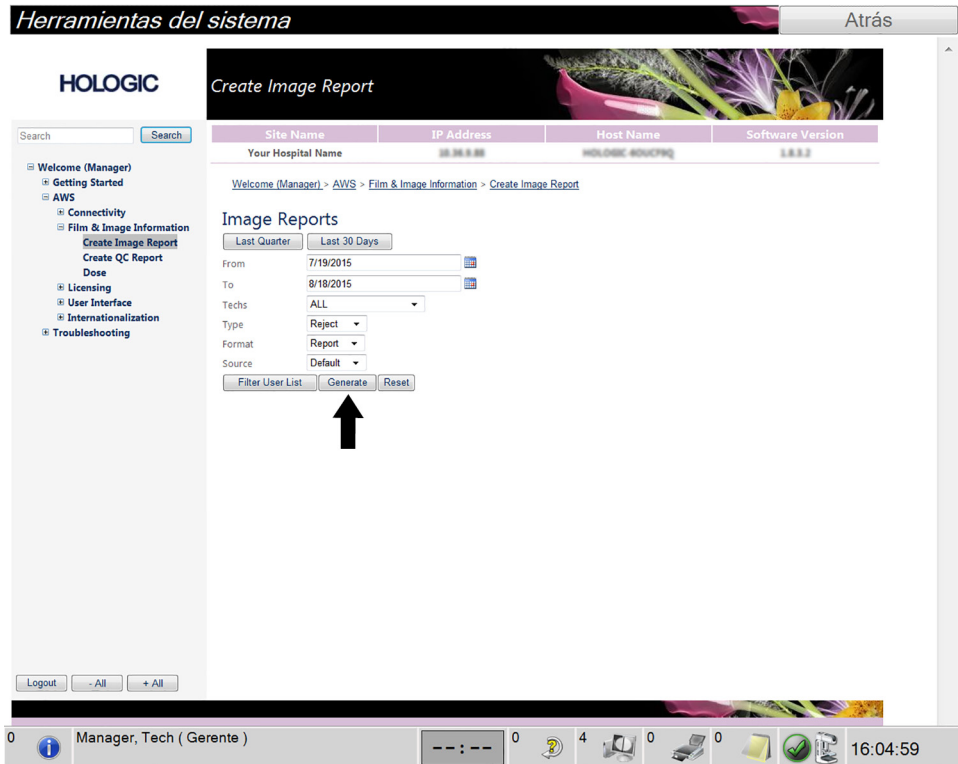 Herramientas del sistema
Atrás
HOLOGIC
Create Image Report
Search
Search
Site Name
IP Address
Host Name
Software Version
Your Hospital Name
1.8.3.2
Welcome (Manager)
Getting Started
AWS
Connectivity
Film & Image Information
Create Image Report
Create QC Report
Dose
Licensing
User Interface
Internationalization
Troubleshooting
Welcome (Manager) > AWS > Film & Image Information > Create Image Report
Image Reports
Last Quarter
Last 30 Days
From
7/19/2015
To
8/18/2015
Techs
ALL
Type
Reject
Format
Report
Source
Default
Filter User List
Generate
Reset
Logout
- All
+ All
0
Manager, Tech ( Gerente )
--:--
0
4
0
0
16:04:59